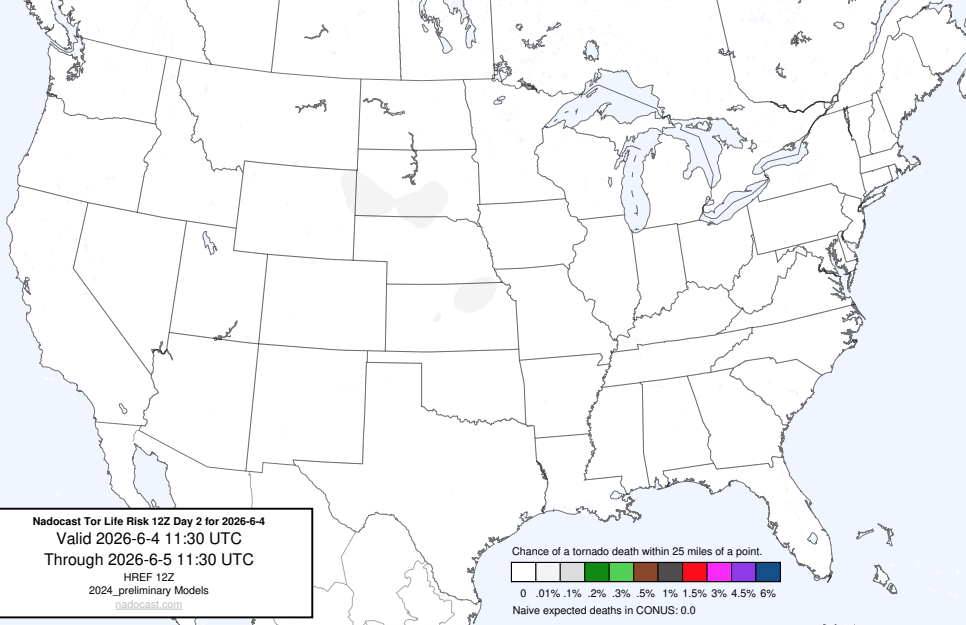 Nadocast Tor Life Risk 12Z Day 2 for 2026-6-4
Valid 2026-6-4 11:30 UTC
Through 2026-6-5 11:30 UTC
HREF 12Z
2024_preliminary Models
nadocast.com
Chance of a tornado death within 25 miles of a point.
0 .01% .1% .2% .3% .5% 1% 1.5% 3% 4.5% 6%
Naive expected deaths in CONUS: 0.0